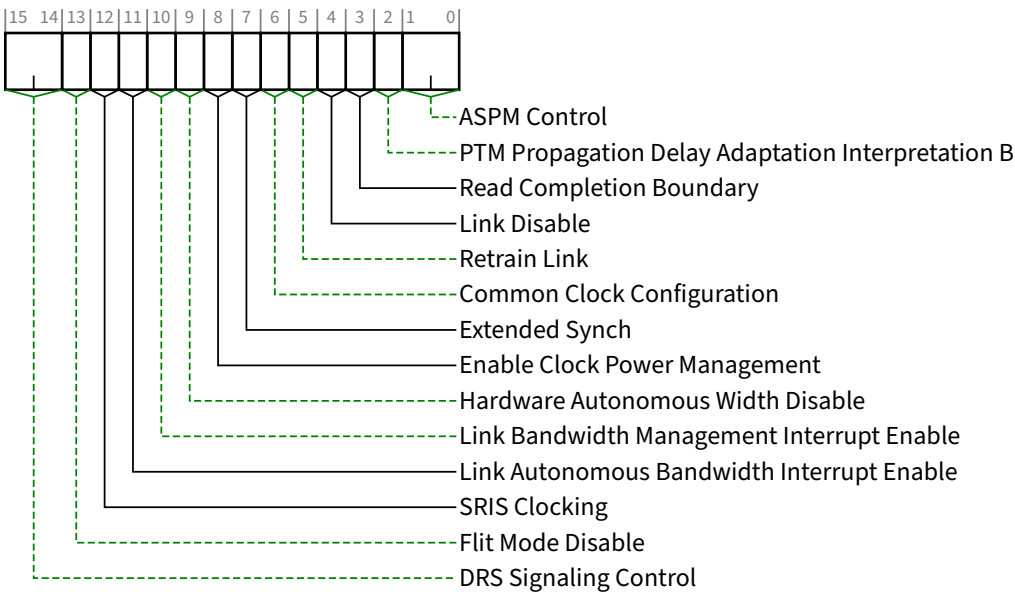 15 14 13 12 11 10 9 8 7 6 5 4 3 2 1 0
ASPM Control
PTM Propagation Delay Adaptation Interpretation B
Read Completion Boundary
Link Disable
Retrain Link
Common Clock Configuration
Extended Synch
Enable Clock Power Management
Hardware Autonomous Width Disable
Link Bandwidth Management Interrupt Enable
Link Autonomous Bandwidth Interrupt Enable
SRIS Clocking
Flit Mode Disable
DRS Signaling Control